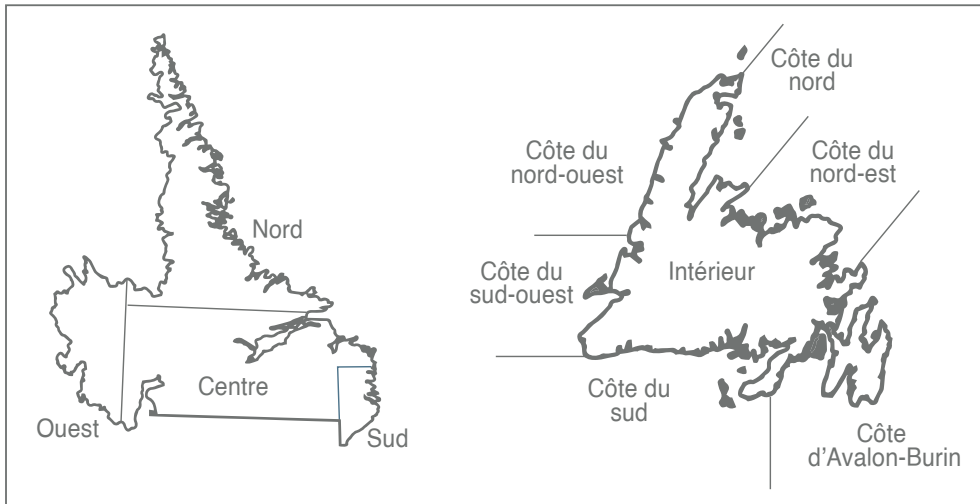 Nord
Centre
Ouest
Sud
Côte du
nord
Côte du
nord-ouest
Côte du
nord-est
Côte du
sud-ouest
Intérieur
Côte du
sud
Côte
d'Avalon-Burin